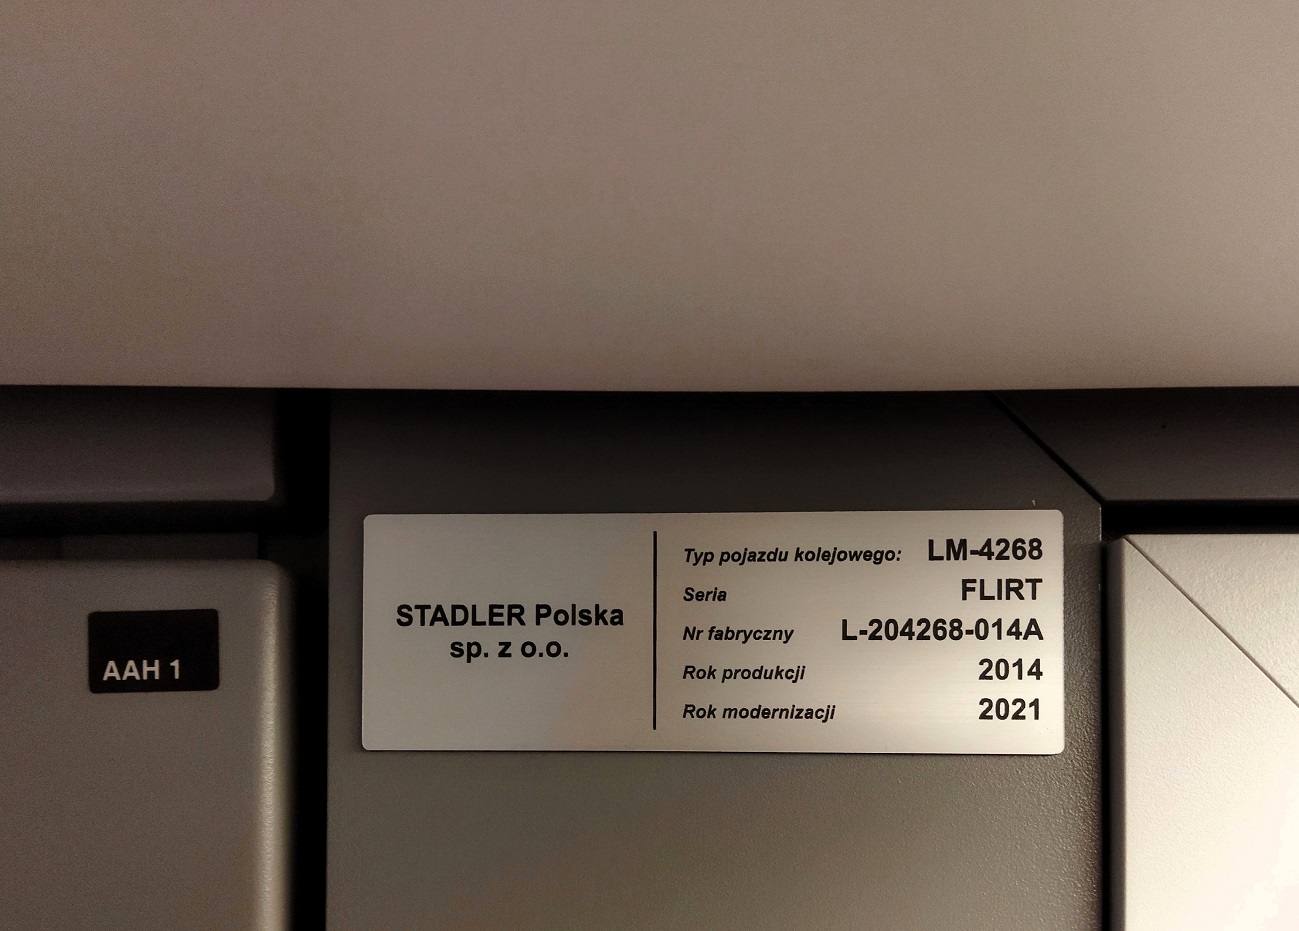 AAH 1
STADLER Polska
sp. z o.o.
Typ pojazdu kolejowego: LM-4268
Seria FLIRT
Nr fabryczny L-204268-014A
Rok produkcji 2014
Rok modernizacji 2021